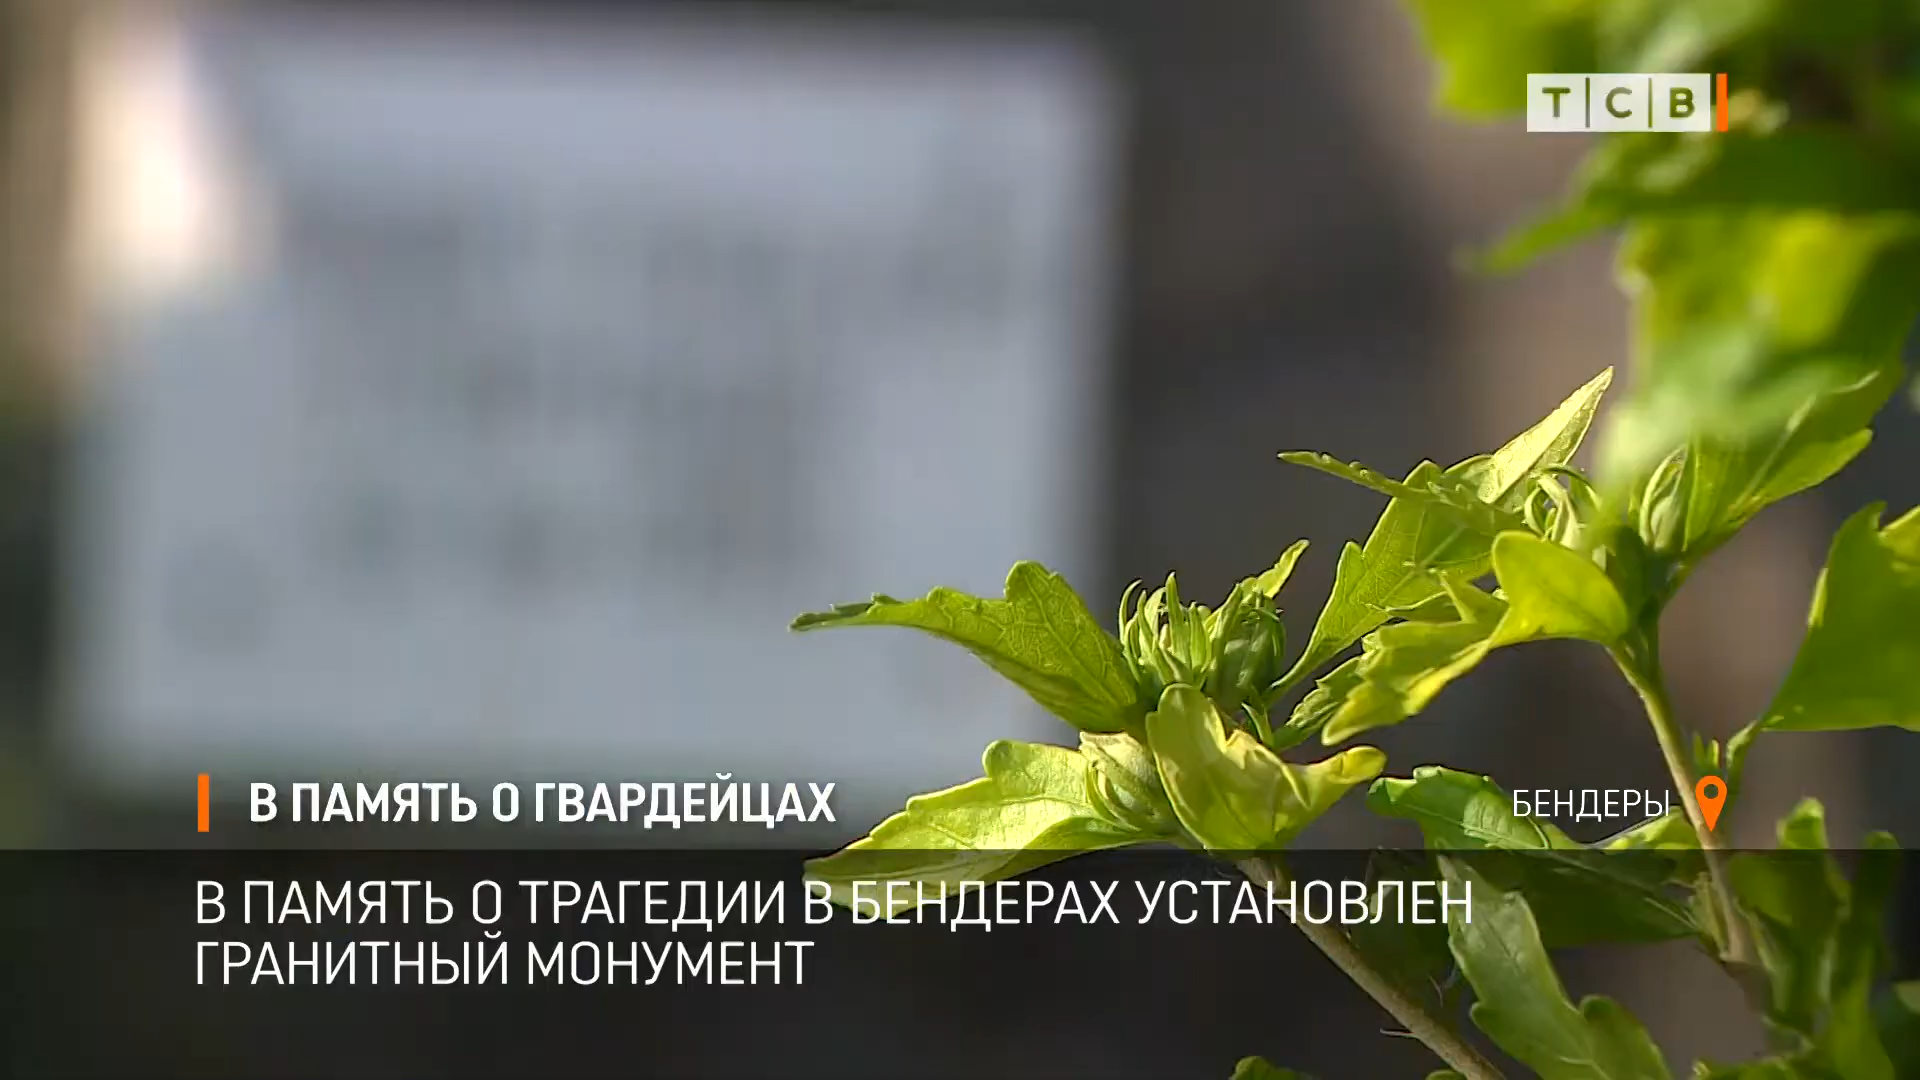 ТСВ
В ПАМЯТЬ О ГВАРДЕЙЦАХ
БЕНДЕРЫ
В ПАМЯТЬ О ТРАГЕДИИ В БЕНДЕРАХ УСТАНОВЛЕН
ГРАНИТНЫЙ МОНУМЕНТ